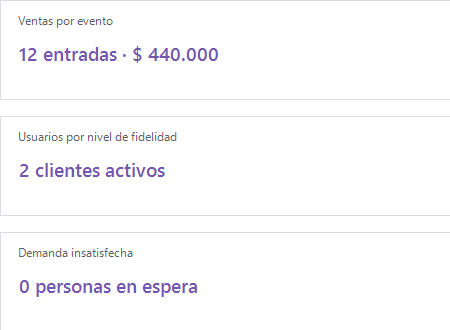 Ventas por evento
12 entradas · $ 440.000
Usuarios por nivel de fidelidad
2 clientes activos
Demanda insatisfecha
0 personas en espera